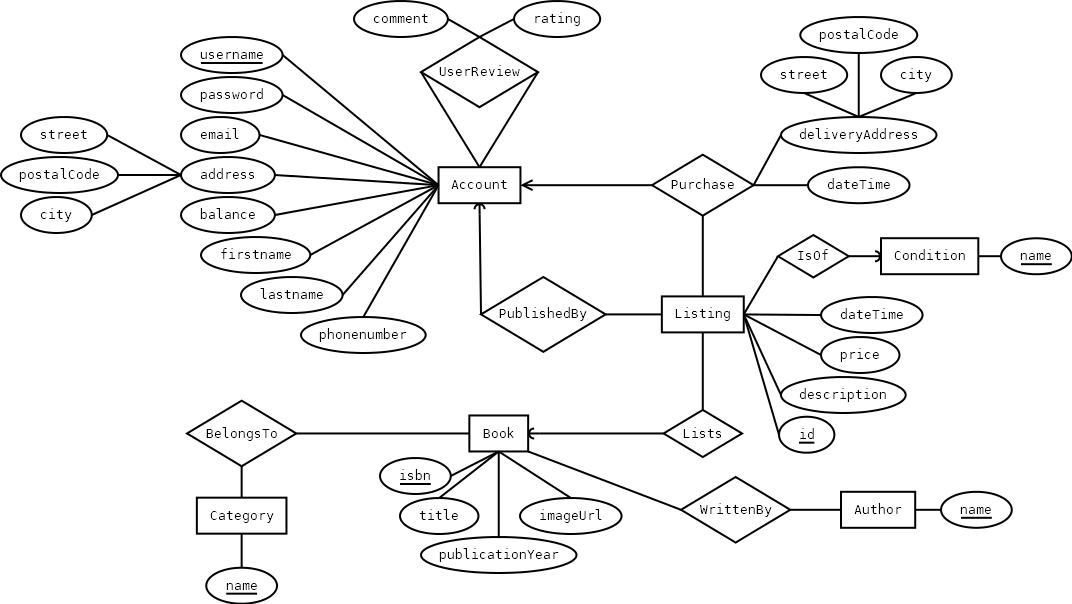 comment
rating
postalCode
username
UserReview
street
city
password
street
email
deliveryAddress
postalCode
address
Account
Purchase
dateTime
city
balance
firstname
IsOf
Condition
name
lastname
PublishedBy
Listing
dateTime
phonenumber
price
description
BelongsTo
Book
Lists
id
isbn
Category
title
imageUrl
WrittenBy
Author
name
publicationYear
name